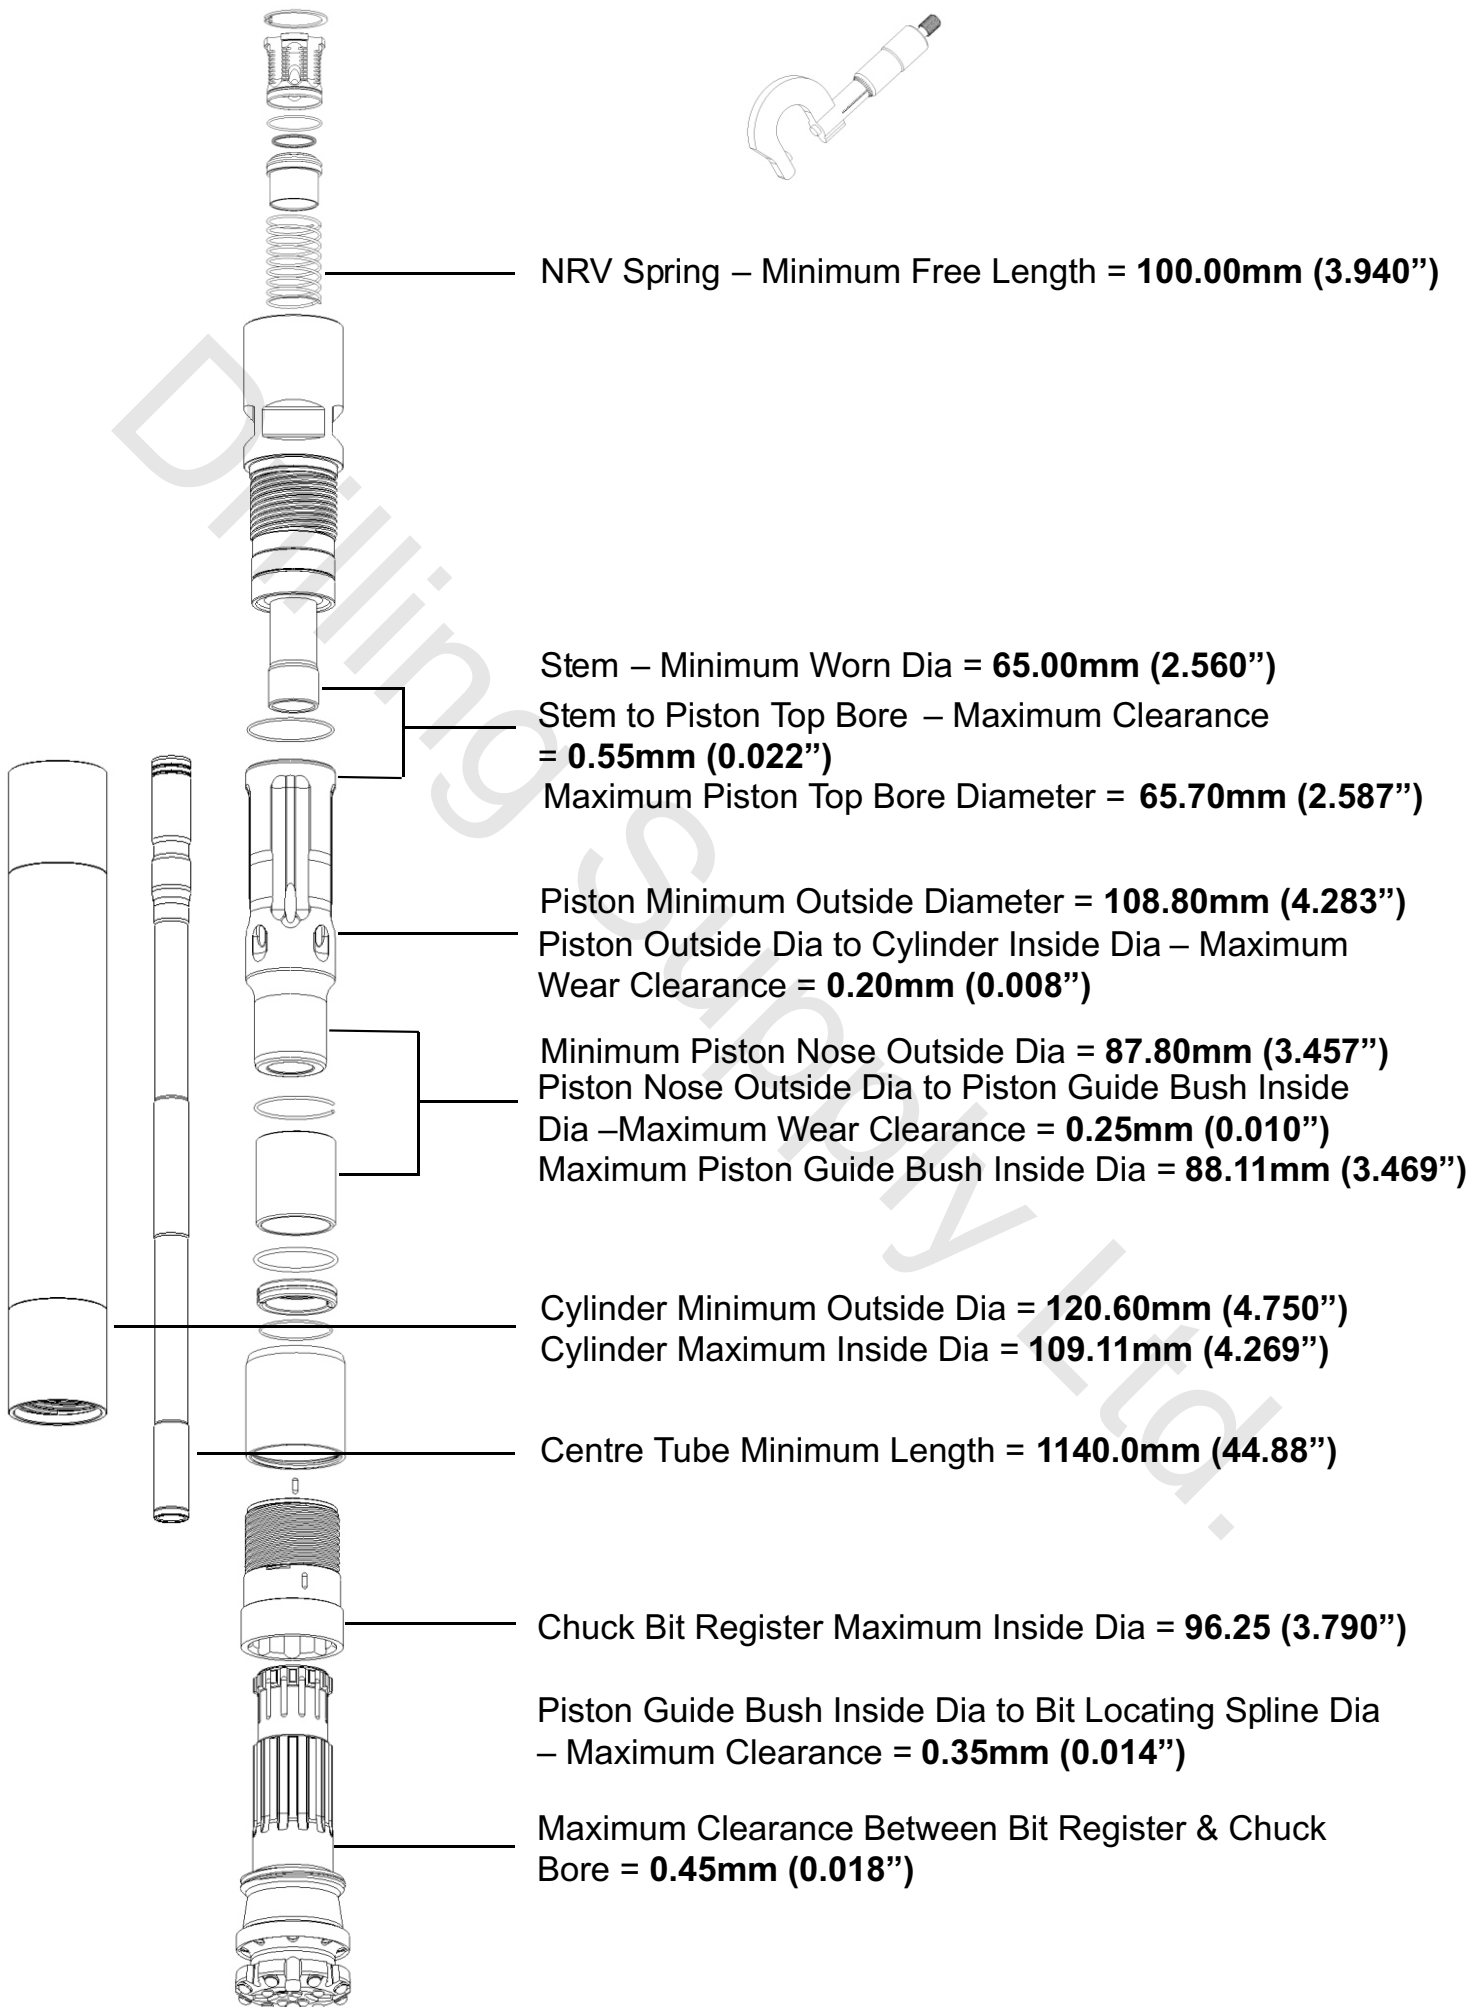 NRV Spring – Minimum Free Length = 100.00mm (3.940”)
Stem – Minimum Worn Dia = 65.00mm (2.560”)
Stem to Piston Top Bore – Maximum Clearance
= 0.55mm (0.022”)
Maximum Piston Top Bore Diameter = 65.70mm (2.587”)
Piston Minimum Outside Diameter = 108.80mm (4.283”)
Piston Outside Dia to Cylinder Inside Dia – Maximum
Wear Clearance = 0.20mm (0.008”)
Minimum Piston Nose Outside Dia = 87.80mm (3.457”)
Piston Nose Outside Dia to Piston Guide Bush Inside
Dia –Maximum Wear Clearance = 0.25mm (0.010”)
Maximum Piston Guide Bush Inside Dia = 88.11mm (3.469”)
Cylinder Minimum Outside Dia = 120.60mm (4.750”)
Cylinder Maximum Inside Dia = 109.11mm (4.269”)
Centre Tube Minimum Length = 1140.0mm (44.88”)
Chuck Bit Register Maximum Inside Dia = 96.25 (3.790”)
Piston Guide Bush Inside Dia to Bit Locating Spline Dia
– Maximum Clearance = 0.35mm (0.014”)
Maximum Clearance Between Bit Register & Chuck
Bore = 0.45mm (0.018”)
Drilling Supply Ltd.